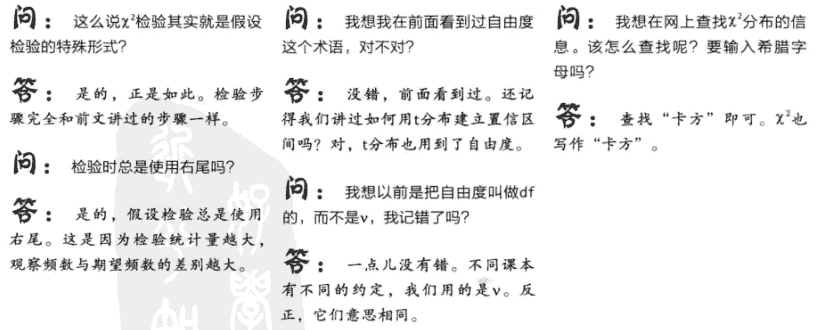 问： 这么说χ²检验其实就是假设
检验的特殊形式？
答： 是的，正是如此。检验步
骤完全和前文讲过的步骤一样。
问： 检验时总是使用右尾吗？
答： 是的，假设检验总是使用
右尾。这是因为检验统计量越大，
观察频数与期望频数的差别越大。
问： 我想我在前面看到过自由度
这个术语，对不对？
答： 没错，前面看到过。还记
得我们讲过如何用t分布建立置信区
间吗？对，t分布也用到了自由度。
问： 我想以前是把自由度叫做df
的，而不是ν，我记错了吗？
答： 一点儿没有错。不同课本
有不同的约定，我们用的是ν。反
正，它们意思相同。
问： 我想在网上查找χ²分布的信
息。该怎么查找呢？要输入希腊字
母吗？
答： 查找“卡方”即可。χ²也
写作“卡方”。